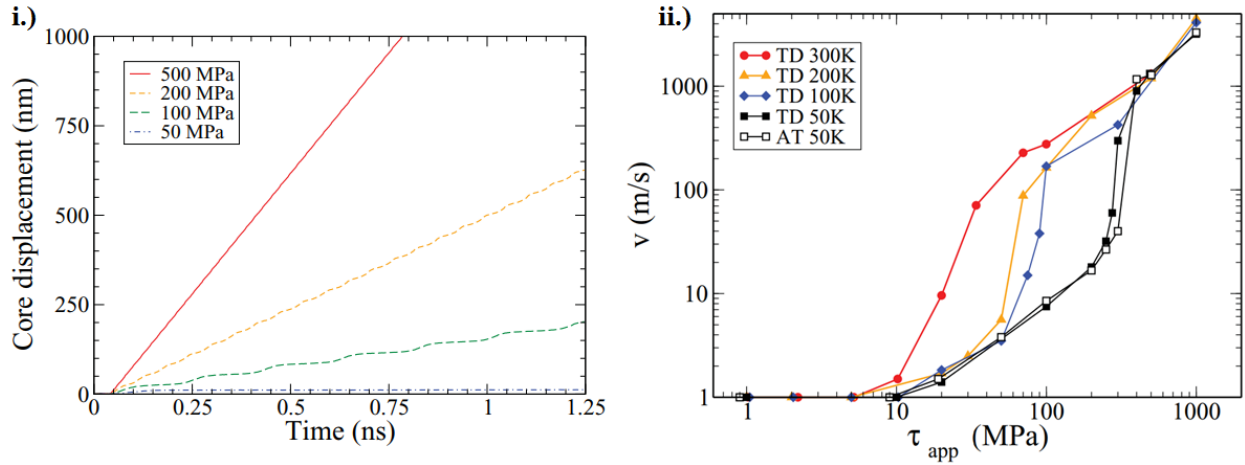 i.)
1000
750
500
250
0
Core displacement (nm)
500 MPa
200 MPa
100 MPa
50 MPa
0 0.25 0.5 0.75 1 1.25
Time (ns)
ii.)
1000
100
10
1
v (m/s)
TD 300K
TD 200K
TD 100K
TD 50K
AT 50K
1 10 100 1000
τ app (MPa)